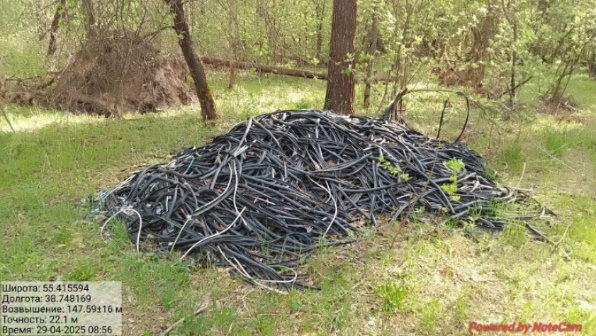 Широта: 55.415594
Долгота: 38.748169
Возвышение: 147.59±16 м
Точность: 22.1 м
Время: 29-04-2025 08:56
Powered by NoteCam